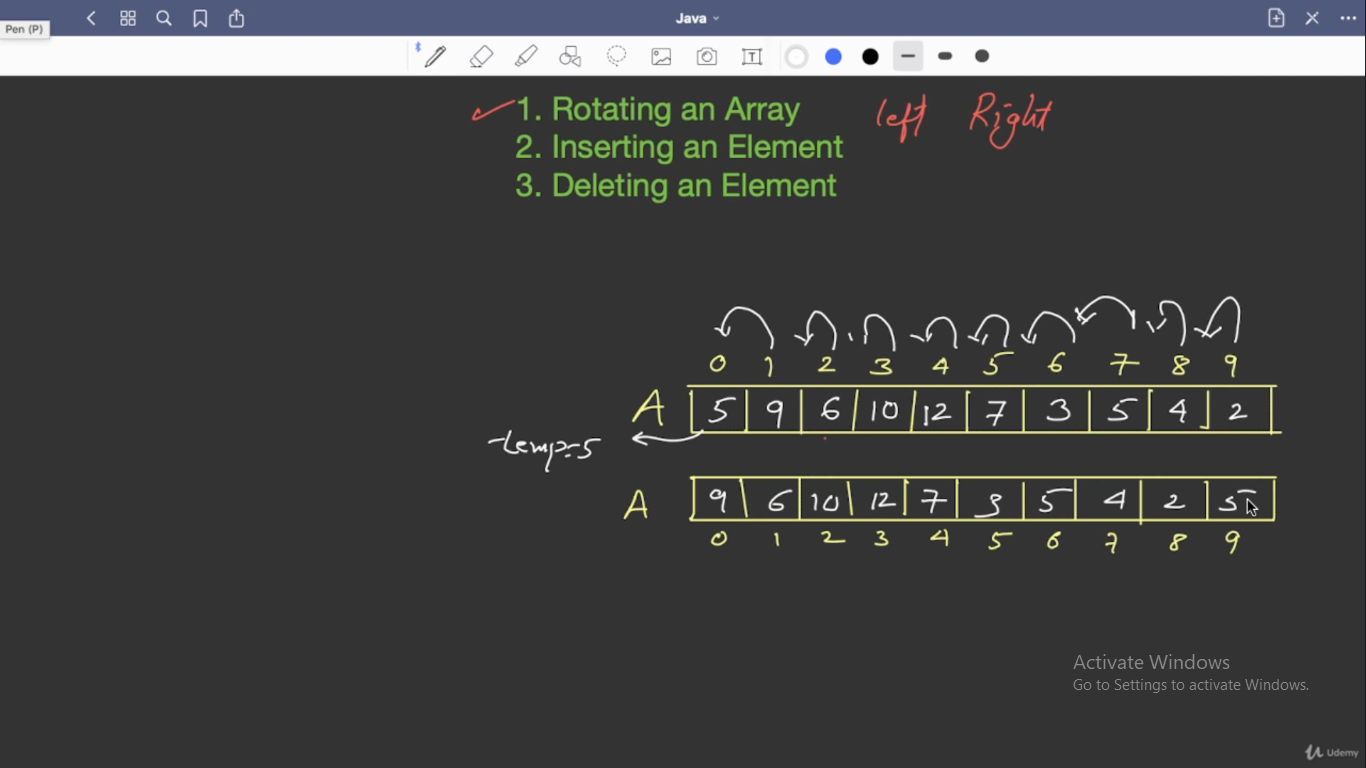 Java
Pen (P)
T
1. Rotating an Array left Right
2. Inserting an Element
3. Deleting an Element
0 1 2 3 4 5 6 7 8 9
A 5 9 6 10 12 7 3 5 4 2
temp=5
A 9 6 10 12 7 3 5 4 2 5
0 1 2 3 4 5 6 7 8 9
Activate Windows
Go to Settings to activate Windows.
Udemy